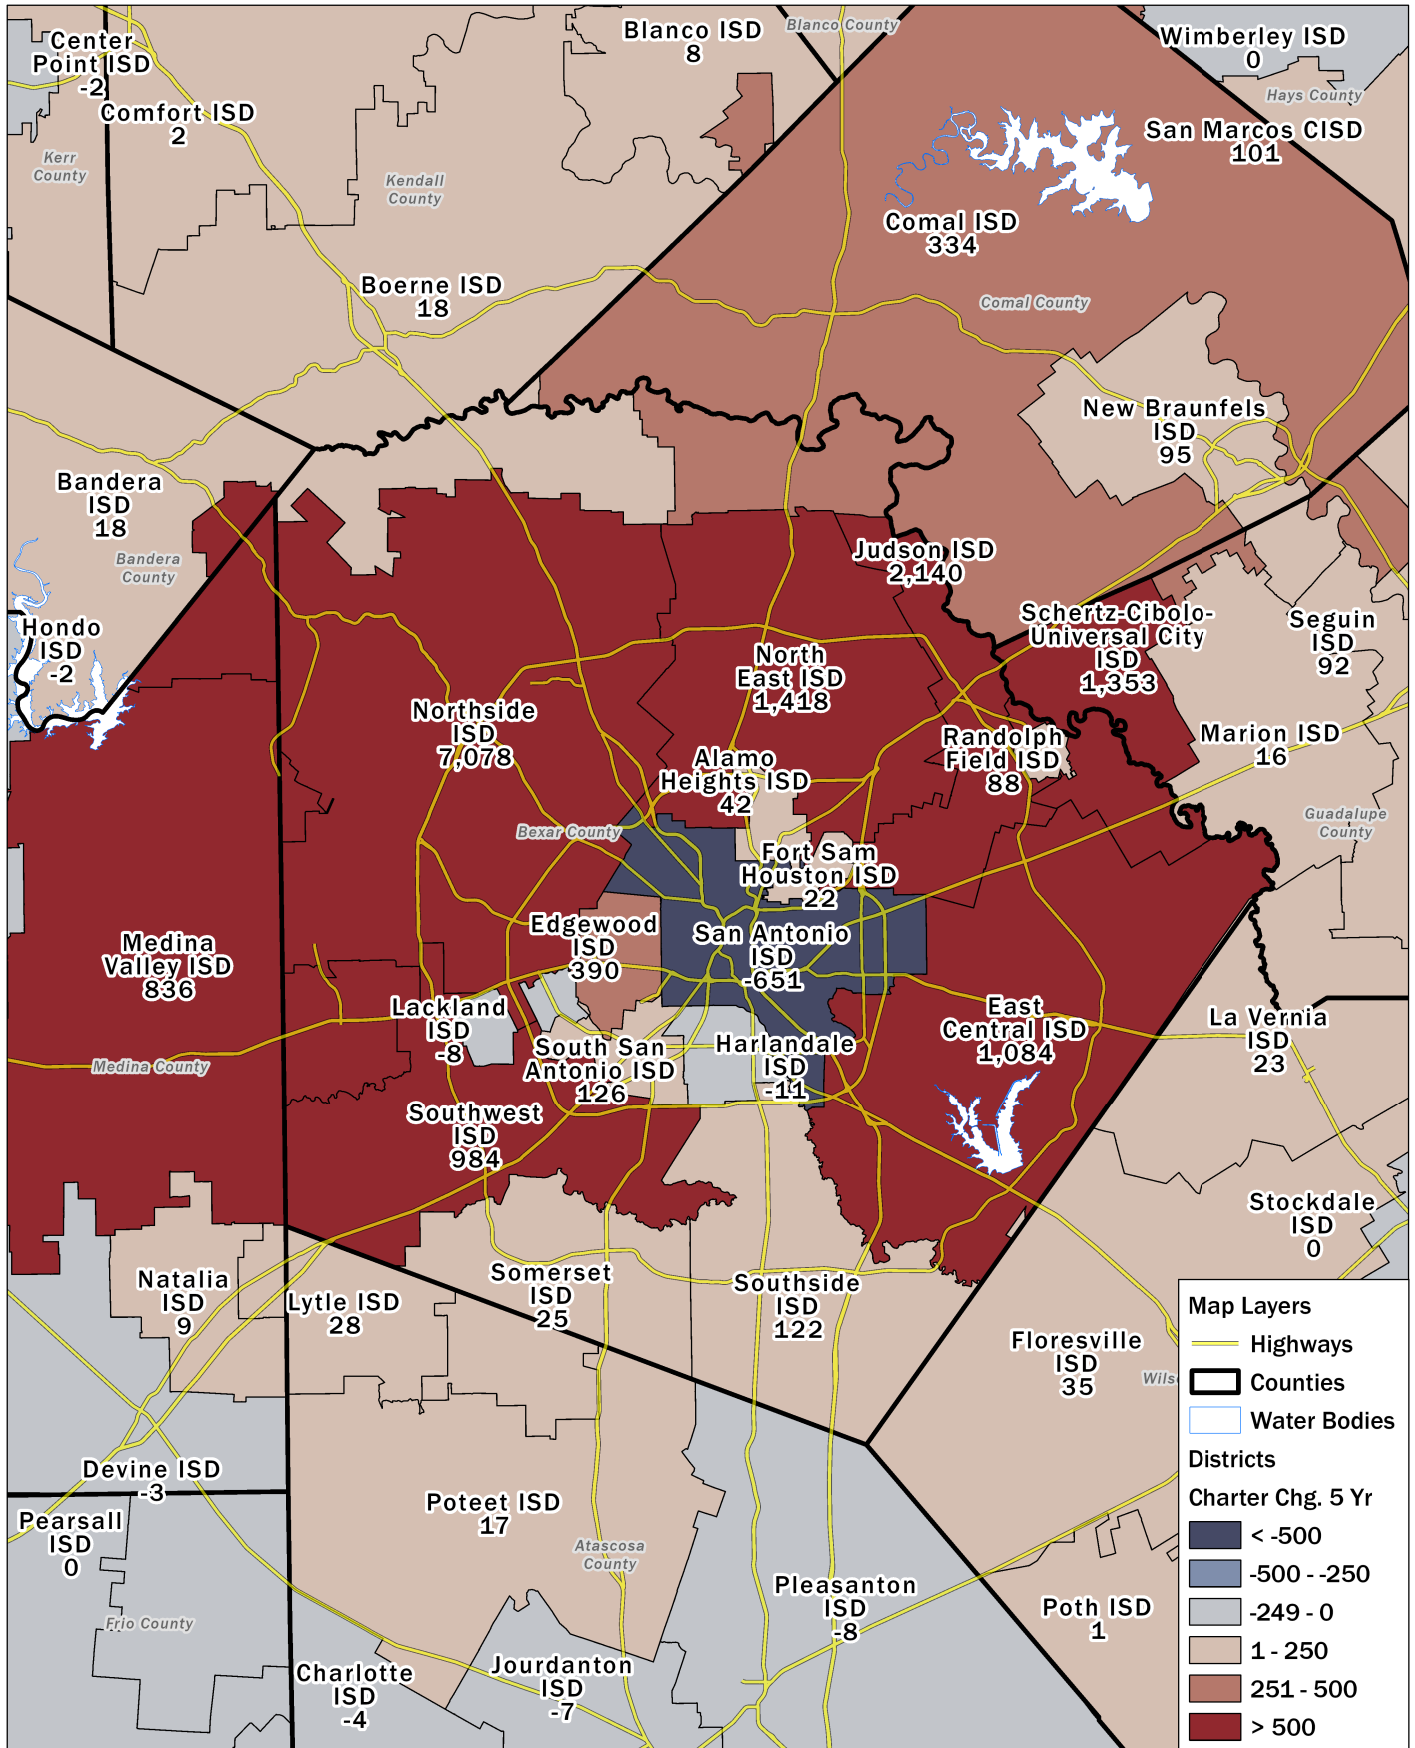 Center
Point ISD
-2
Comfort ISD
2
Kerr
County
Kendall
County
Blanco ISD
8
Blanco County
Wimberley ISD
0
Hays County
San Marcos CISD
101
Comal ISD
334
Comal County
Boerne ISD
18
New Braunfels
ISD
95
Bandera
ISD
18
Bandera
County
Hondo
ISD
-2
Judson ISD
2,140
Schertz-Cibolo-
Universal City
ISD
1,353
Seguin
ISD
92
North
East ISD
1,418
Northside
ISD
7,078
Alamo
Heights ISD
42
Randolph
Field ISD
88
Marion ISD
16
Guadalupe
County
Bexar County
Fort Sam
Houston ISD
22
Edgewood
ISD
390
San Antonio
ISD
-651
Medina
Valley ISD
836
Medina County
Lackland
ISD
-8
South San
Antonio ISD
126
Harlandale
ISD
-11
East
Central ISD
1,084
La Vernia
ISD
23
Southwest
ISD
984
Stockdale
ISD
0
Natalia
ISD
9
Lytle ISD
28
Somerset
ISD
25
Southside
ISD
122
Floresville
ISD
35
Wils
Devine ISD
-3
Pearsall
ISD
0
Frio County
Poteet ISD
17
Atascosa
County
Pleasanton
ISD
-8
Poth ISD
1
Charlotte
ISD
-4
Jourdanton
ISD
-7
Map Layers
Highways
Counties
Water Bodies
Districts
Charter Chg. 5 Yr
< -500
-500 - -250
-249 - 0
1 - 250
251 - 500
> 500